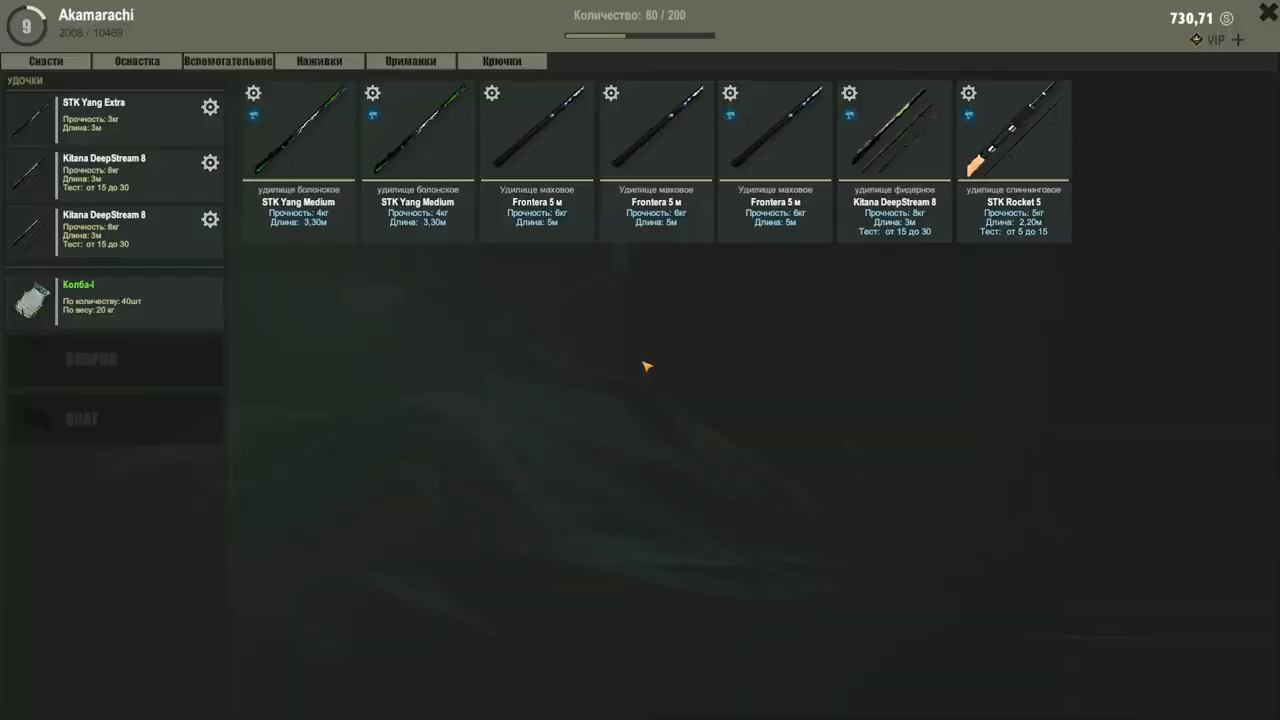 9
Akamarachi
2008 / 10469
Количество: 80 / 200
730,71 S
VIP +
Снасти
Оснастка
Вспомогательное
Наживки
Приманки
Крючки
УДОЧКИ
STK Yang Extra
Прочность: 3кг
Длина: 3м
Kitana DeepStream 8
Прочность: 8кг
Длина: 3м
Тест: от 15 до 30
Kitana DeepStream 8
Прочность: 8кг
Длина: 3м
Тест: от 15 до 30
Колба-I
По количеству: 40шт
По весу: 20 кг
удилище болонское
STK Yang Medium
Прочность: 4кг
Длина: 3,30м
удилище болонское
STK Yang Medium
Прочность: 4кг
Длина: 3,30м
Удилище маховое
Frontera 5 м
Прочность: 6кг
Длина: 5м
Удилище маховое
Frontera 5 м
Прочность: 6кг
Длина: 5м
Удилище маховое
Frontera 5 м
Прочность: 6кг
Длина: 5м
удилище фидерное
Kitana DeepStream 8
Прочность: 8кг
Длина: 3м
Тест: от 15 до 30
удилище спиннинговое
STK Rocket 5
Прочность: 5кг
Длина: 2,20м
Тест: от 5 до 15